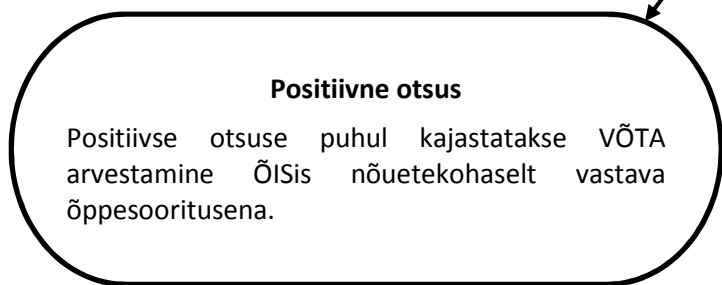 Positiivne otsus
Positiivse otsuse puhul kajastatakse VÕTA
arvestamine ÕISis nõuetekohaselt vastava
õppesooritusena.